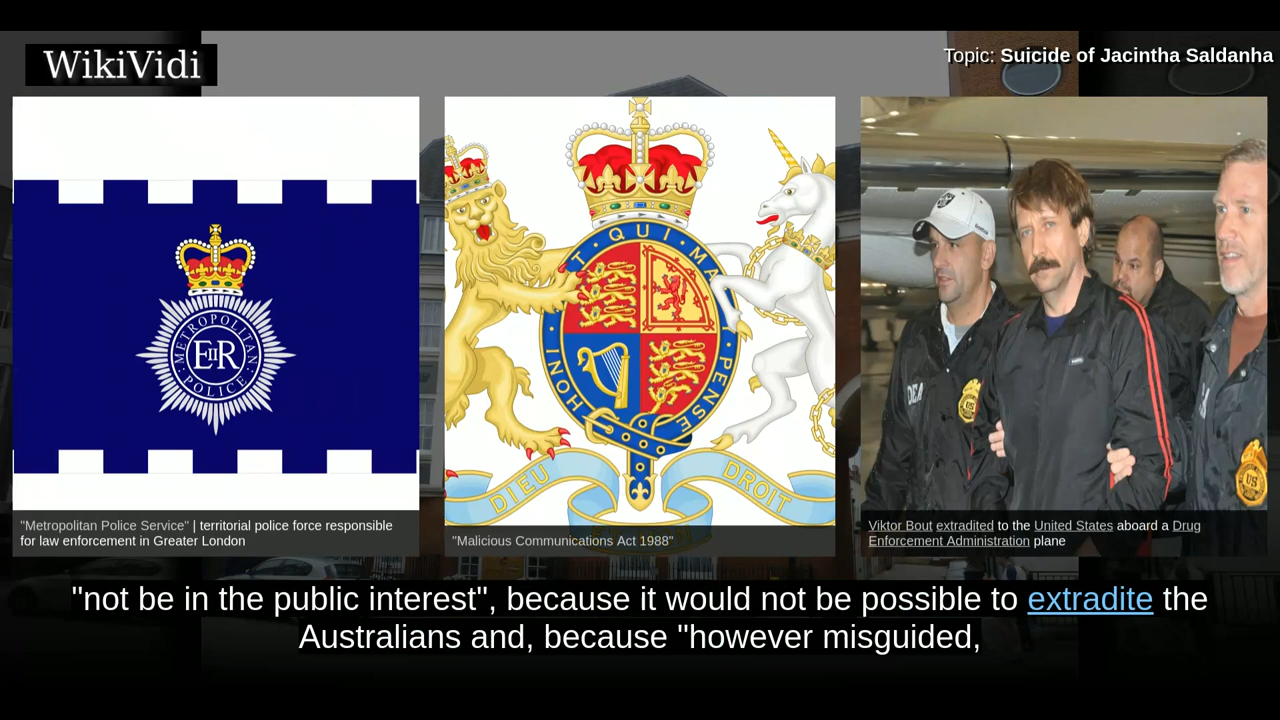 WikiVidi
Topic: Suicide of Jacintha Saldanha
METROPOLITAN
EIIR
POLICE
T · QUI · MA
HONI
PENSE
DIEU
DROIT
DEA
US
US
"Metropolitan Police Service" | territorial police force responsible
for law enforcement in Greater London
"Malicious Communications Act 1988"
Viktor Bout extradited to the United States aboard a Drug
Enforcement Administration plane
"not be in the public interest", because it would not be possible to extradite the
Australians and, because "however misguided,